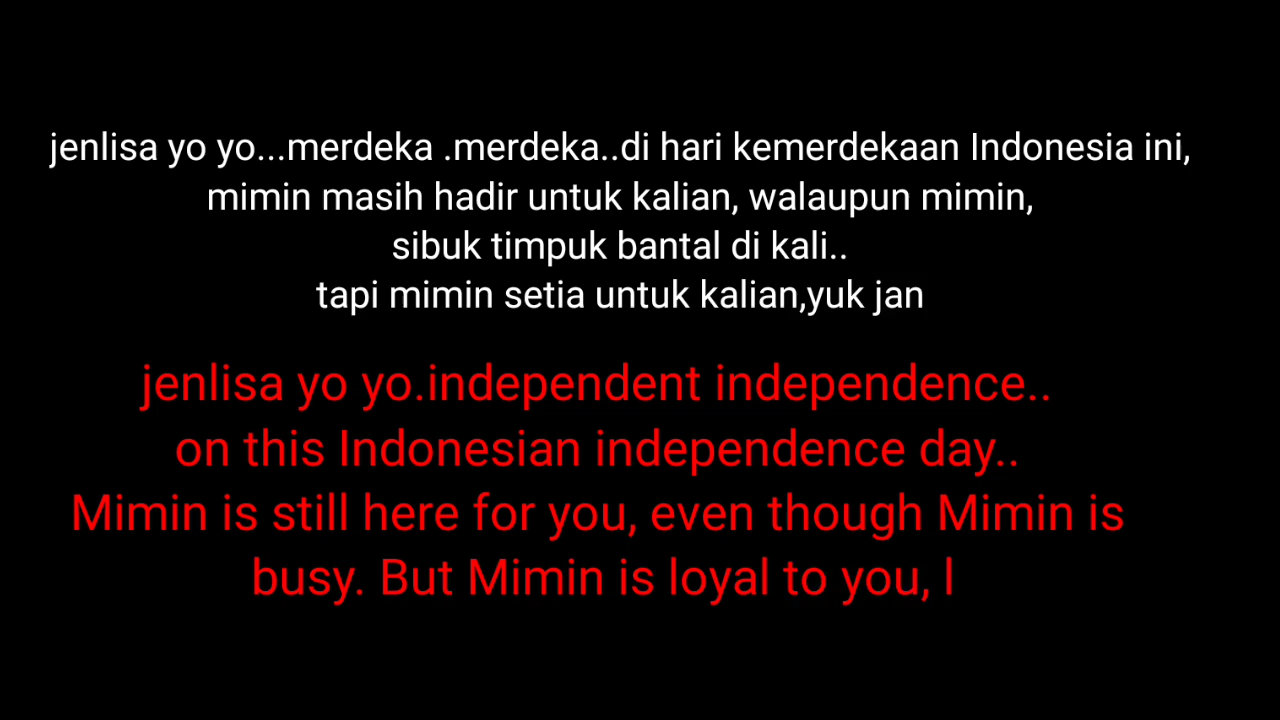 jenlisa yo yo...merdeka .merdeka..di hari kemerdekaan Indonesia ini,
mimin masih hadir untuk kalian, walaupun mimin,
sibuk timpuk bantal di kali..
tapi mimin setia untuk kalian,yuk jan
jenlisa yo yo.independent independence..
on this Indonesian independence day..
Mimin is still here for you, even though Mimin is
busy. But Mimin is loyal to you, l